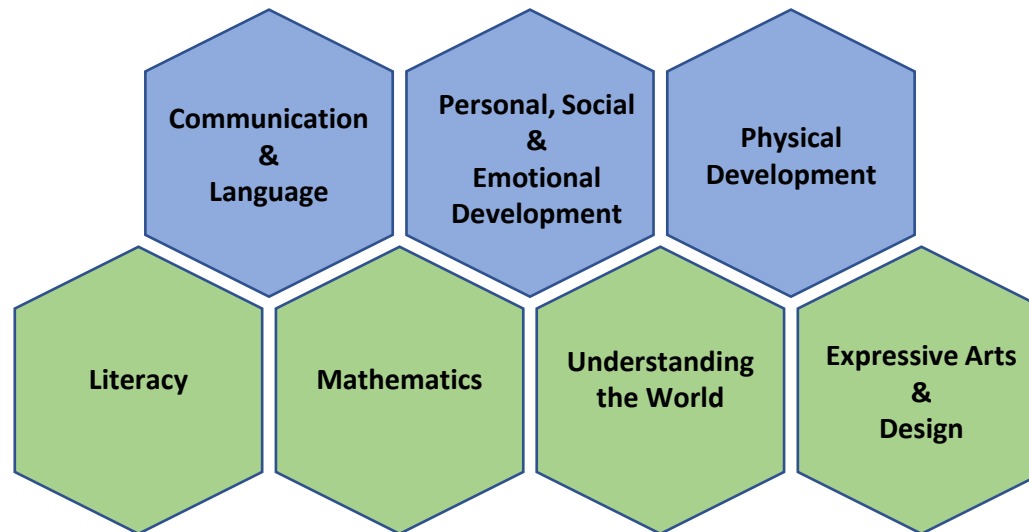 Communication
&
Language
Personal, Social
&
Emotional
Development
Physical
Development
Literacy
Mathematics
Understanding
the World
Expressive Arts
&
Design